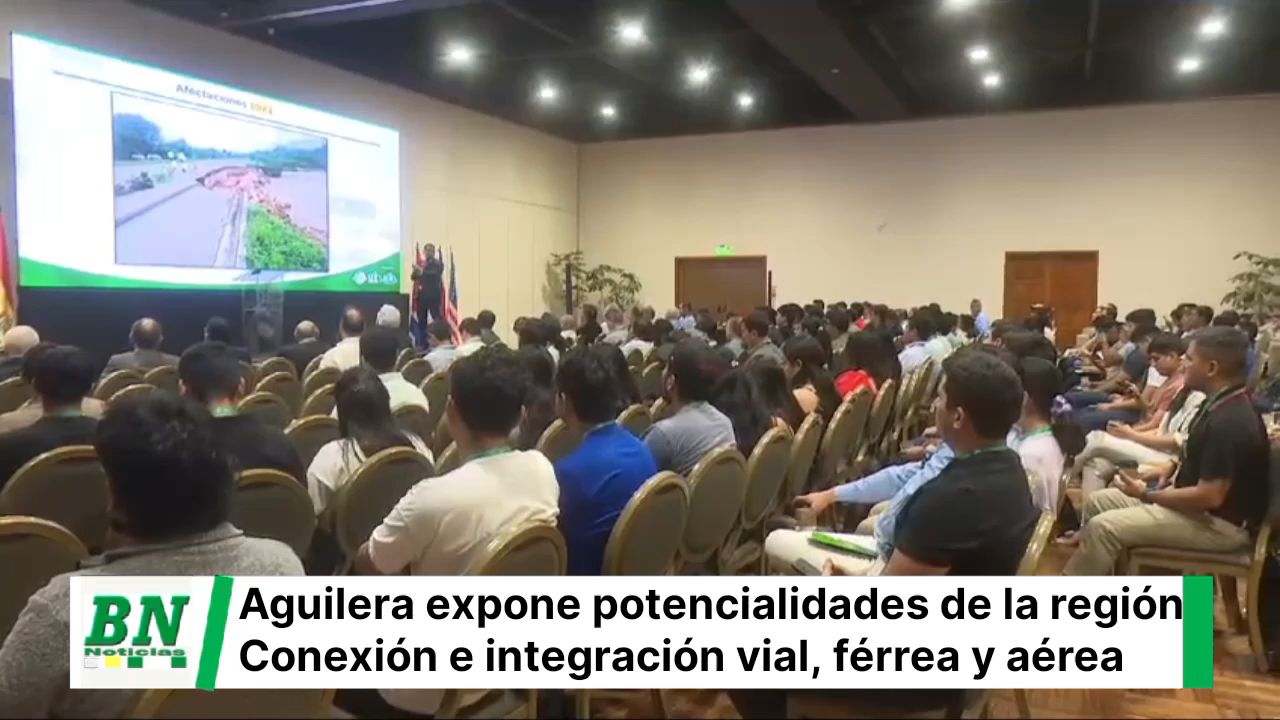 Afectaciones
BN
Noticias
Aguilera expone potencialidades de la región
Conexión e integración vial, férrea y aérea